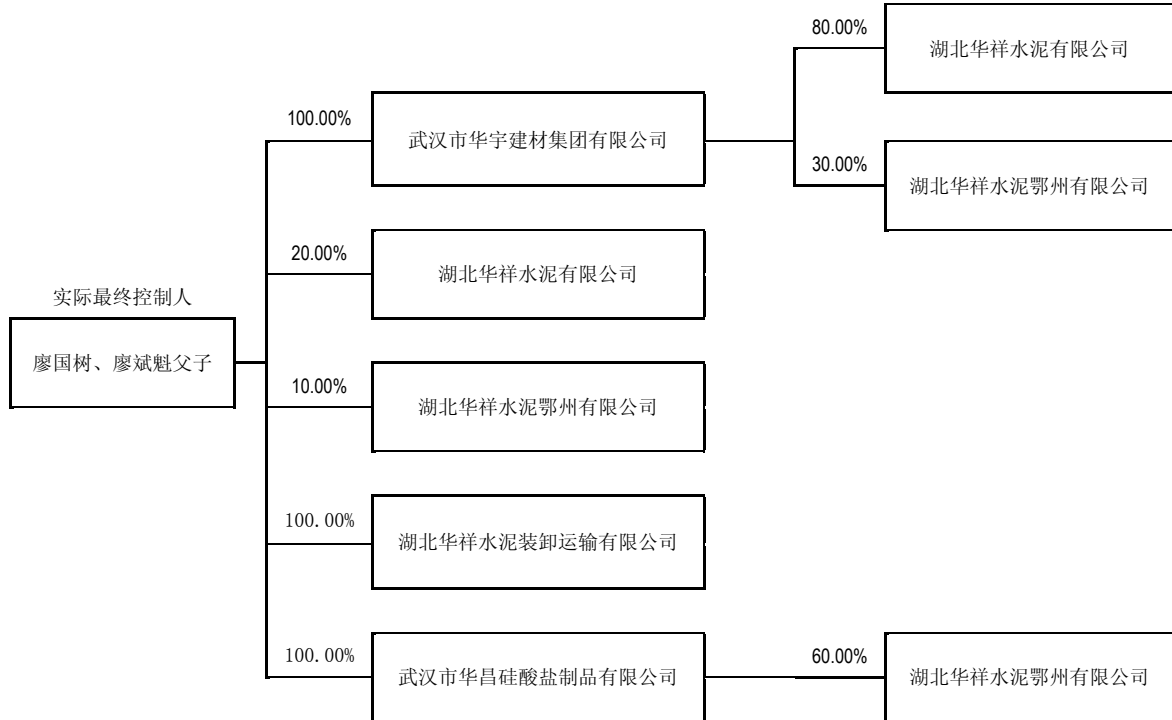 80.00%
湖北华祥水泥有限公司
100.00%
武汉市华宇建材集团有限公司
30.00%
湖北华祥水泥鄂州有限公司
20.00%
湖北华祥水泥有限公司
实际最终控制人
廖国树、廖斌魁父子
10.00%
湖北华祥水泥鄂州有限公司
100.00%
湖北华祥水泥装卸运输有限公司
100.00%
武汉市华昌硅酸盐制品有限公司
60.00%
湖北华祥水泥鄂州有限公司